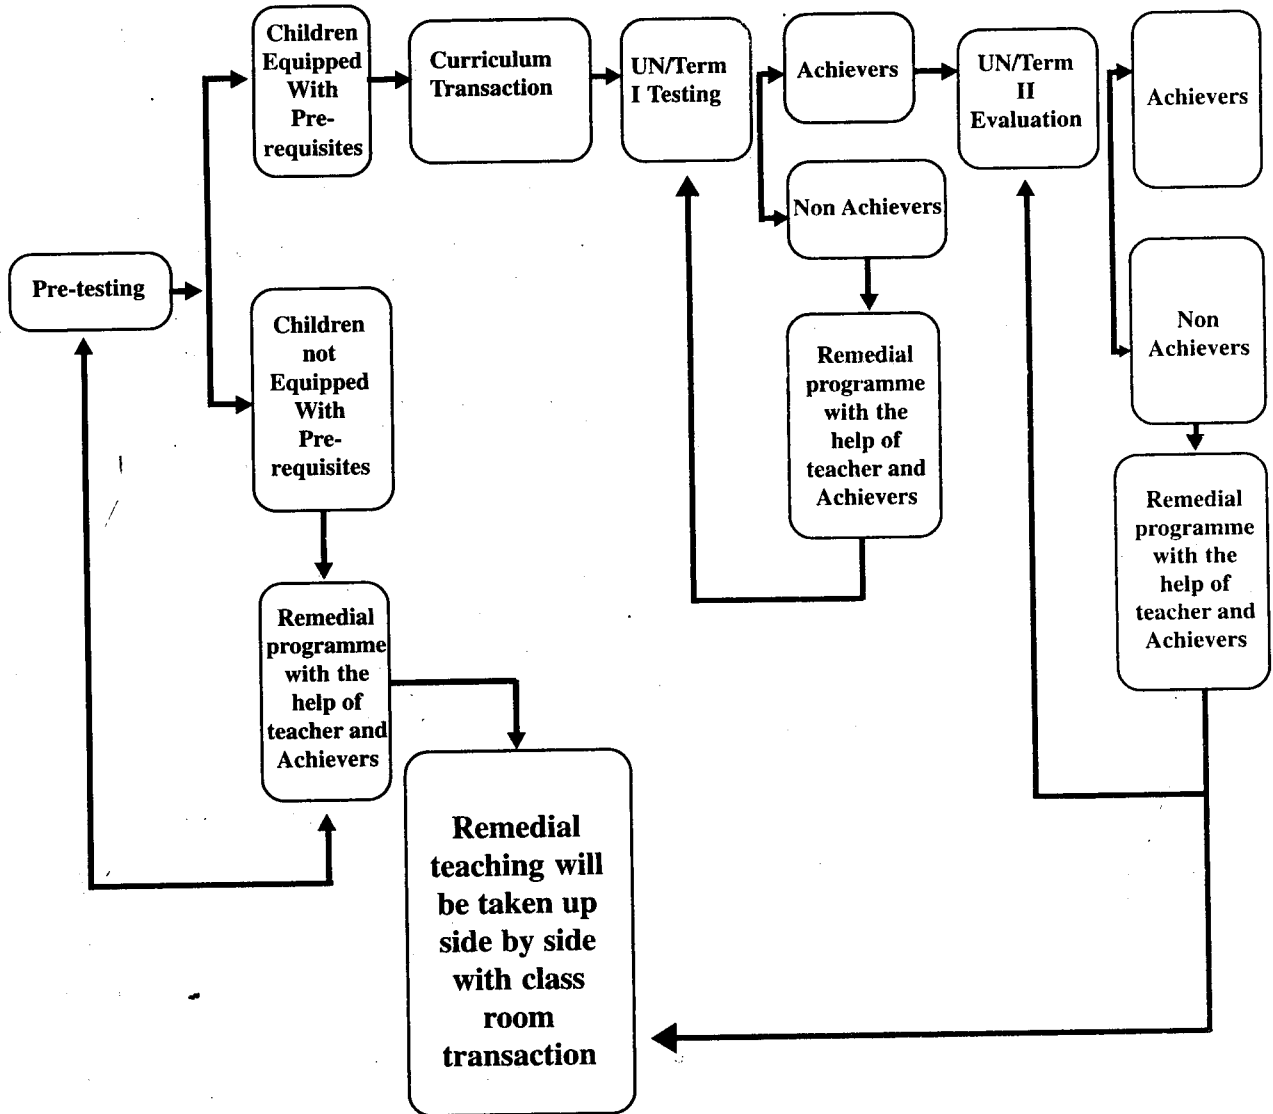 Children
Equipped
With
Pre-
requisites
Curriculum
Transaction
UN/Term
I Testing
Achievers
UN/Term
II
Evaluation
Achievers
Non Achievers
Pre-testing
Children
not
Equipped
With
Pre-
requisites
Non
Achievers
Remedial
programme
with the
help of
teacher and
Achievers
Remedial
programme
with the
help of
teacher and
Achievers
Remedial
programme
with the
help of
teacher and
Achievers
Remedial
teaching will
be taken up
side by side
with class
room
transaction